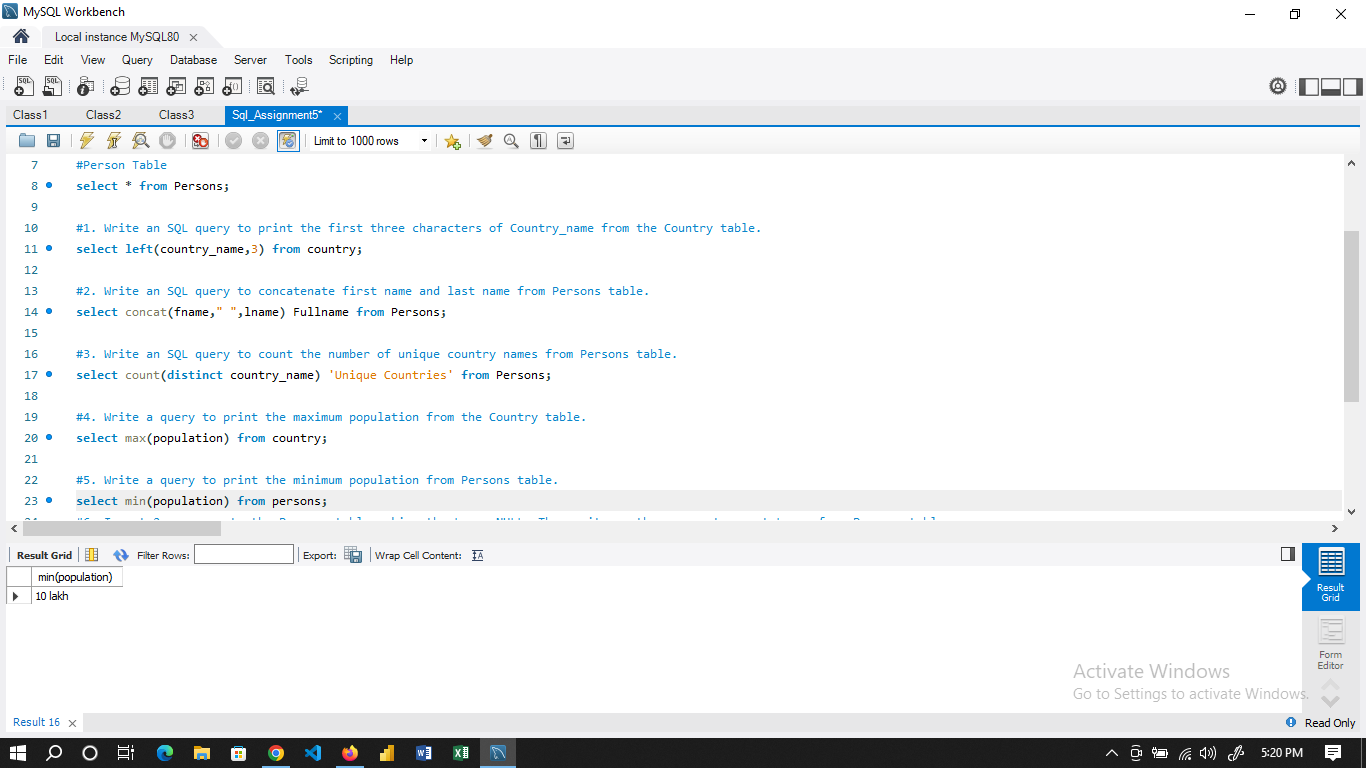 MySQL Workbench
Local instance MySQL80
File Edit View Query Database Server Tools Scripting Help
Class1 Class2 Class3 Sql_Assignment5*
Limit to 1000 rows
7 #Person Table
8 select * from Persons;
9
10 #1. Write an SQL query to print the first three characters of Country_name from the Country table.
11 select left(country_name,3) from country;
12
13 #2. Write an SQL query to concatenate first name and last name from Persons table.
14 select concat(fname," ",lname) Fullname from Persons;
15
16 #3. Write an SQL query to count the number of unique country names from Persons table.
17 select count(distinct country_name) 'Unique Countries' from Persons;
18
19 #4. Write a query to print the maximum population from the Country table.
20 select max(population) from country;
21
22 #5. Write a query to print the minimum population from Persons table.
23 select min(population) from persons;
Result Grid Filter Rows: Export: Wrap Cell Content:
min(population)
10 lakh
Result
Grid
Form
Editor
Activate Windows
Go to Settings to activate Windows.
Result 16
Read Only
5:20 PM